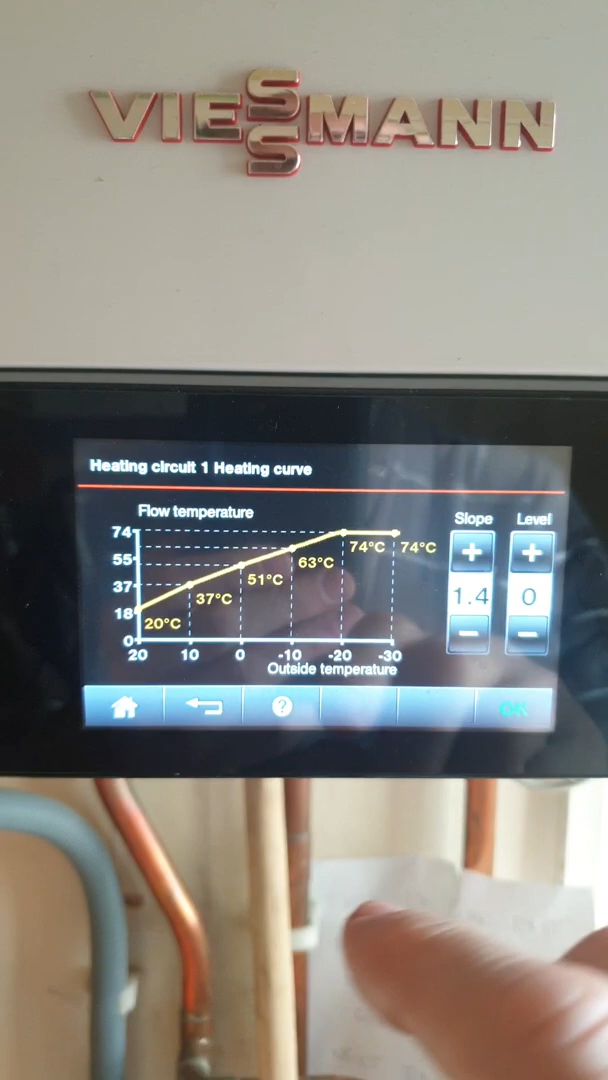 VIESSMANN
Heating circuit 1 Heating curve
Flow temperature
Slope Level
74
55
37
18
0
20°C
37°C
51°C
63°C
74°C
74°C
20 10 0 -10 -20 -30
Outside temperature
+ +
1.4 0
- -
?
OK